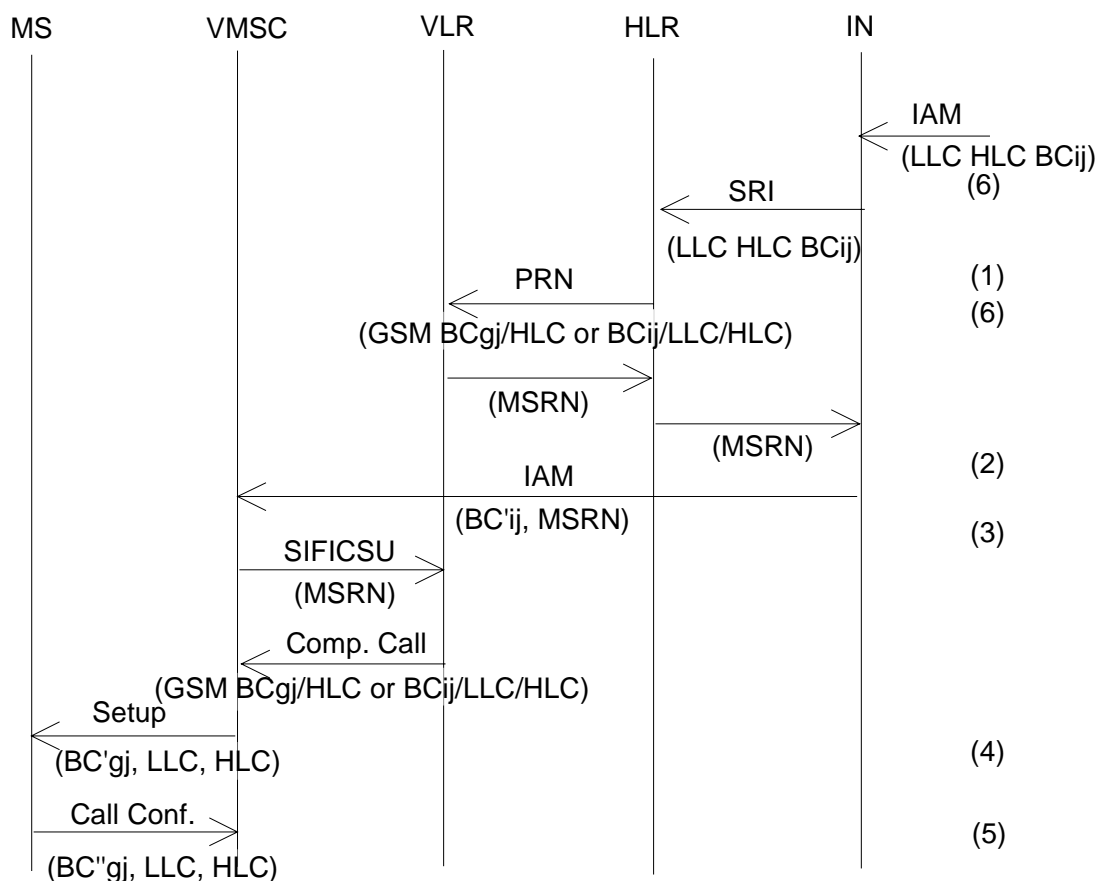 MS VMSC VLR HLR IN
IAM
(LLC HLC BCij)
(6)
SRI
(LLC HLC BCij)
(1)
PRN
(6)
(GSM BCgj/HLC or BCij/LLC/HLC)
(MSRN)
(MSRN)
(2)
IAM
(BC'ij, MSRN)
(3)
SIFICSU
(MSRN)
Comp. Call
(GSM BCgj/HLC or BCij/LLC/HLC)
Setup
(BC'gj, LLC, HLC)
(4)
Call Conf.
(5)
(BC''gj, LLC, HLC)